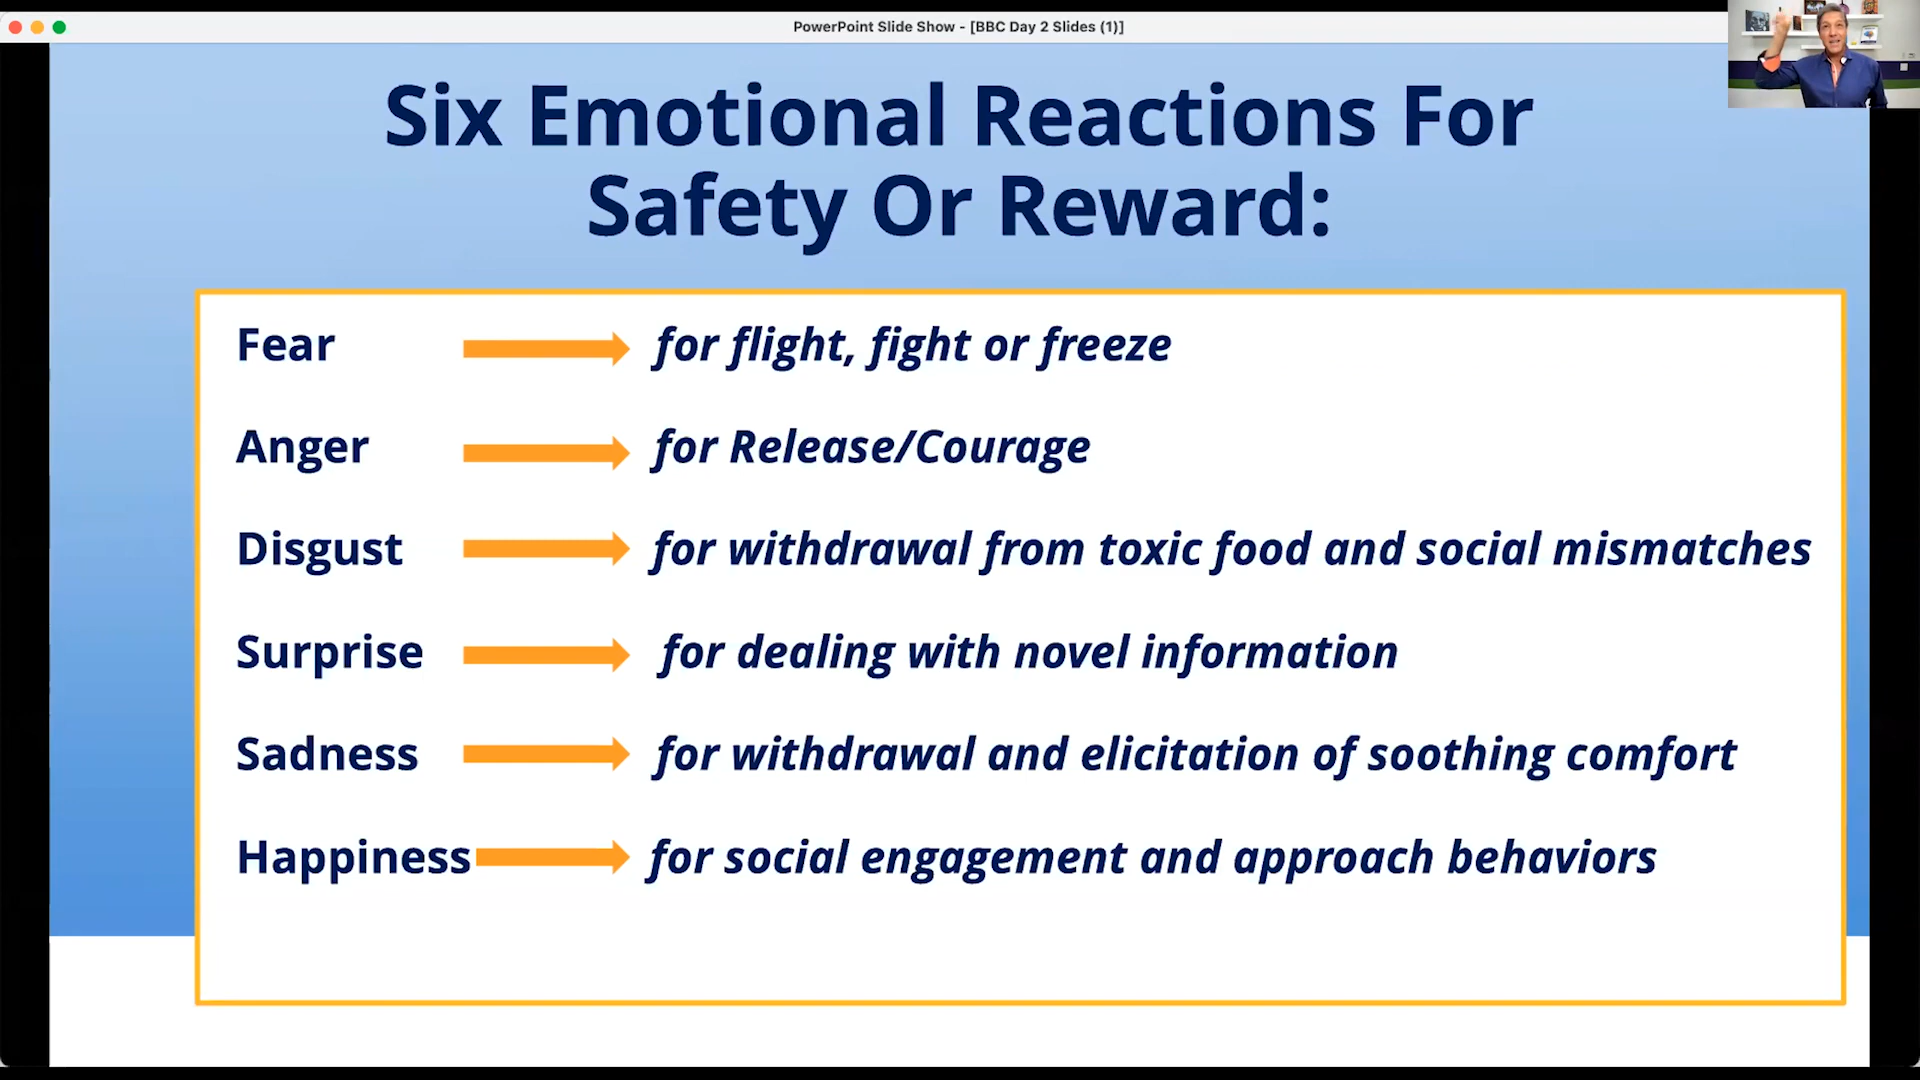 PowerPoint Slide Show - [BBC Day 2 Slides (1)]
Six Emotional Reactions For
Safety Or Reward:
Fear for flight, fight or freeze
Anger for Release/Courage
Disgust for withdrawal from toxic food and social mismatches
Surprise for dealing with novel information
Sadness for withdrawal and elicitation of soothing comfort
Happiness for social engagement and approach behaviors